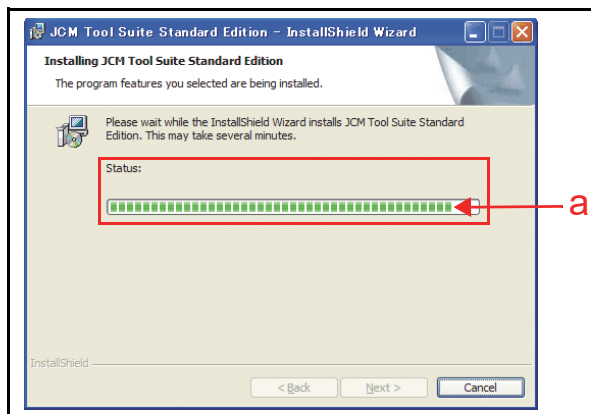 JCM Tool Suite Standard Edition - InstallShield Wizard
Installing JCM Tool Suite Standard Edition
The program features you selected are being installed.
Please wait while the InstallShield Wizard installs JCM Tool Suite Standard
Edition. This may take several minutes.
Status:
a
InstallShield
< Back Next > Cancel